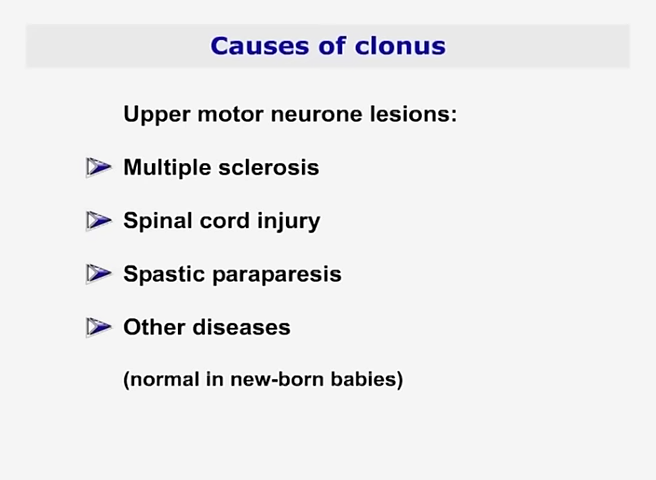 Causes of clonus
Upper motor neurone lesions:
Multiple sclerosis
Spinal cord injury
Spastic paraparesis
Other diseases
(normal in new-born babies)